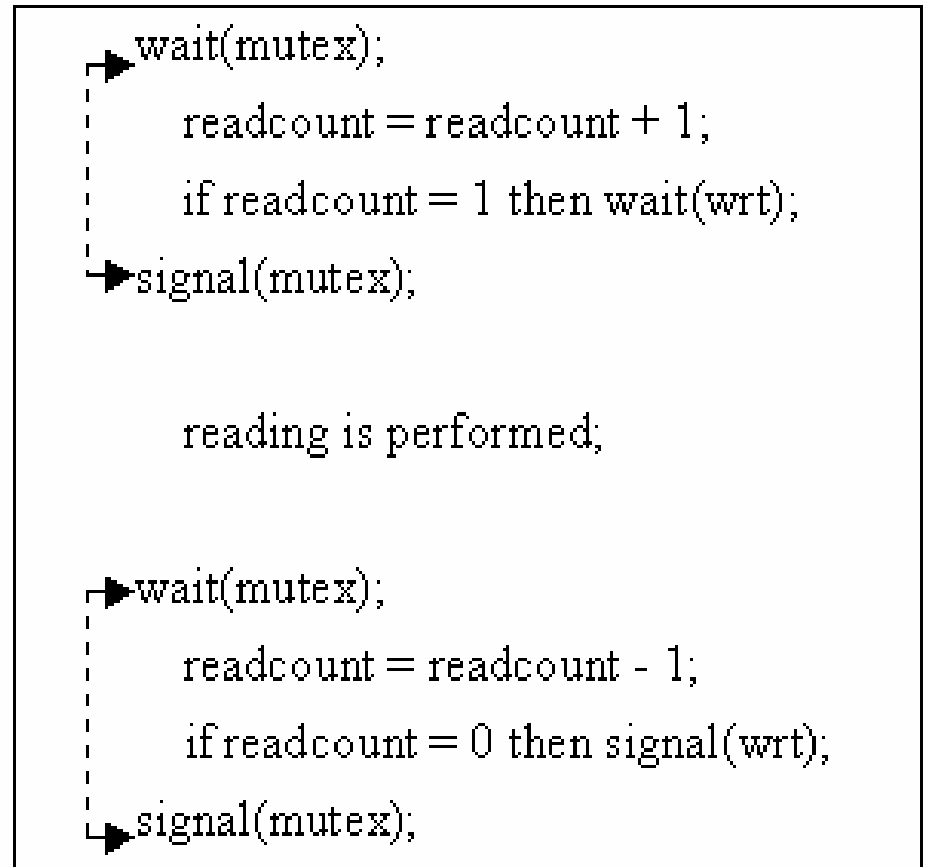 wait(mutex);
readcount = readcount + 1;
if readcount = 1 then wait(wrt);
signal(mutex);
reading is performed;
wait(mutex);
readcount = readcount - 1;
if readcount = 0 then signal(wrt);
signal(mutex);